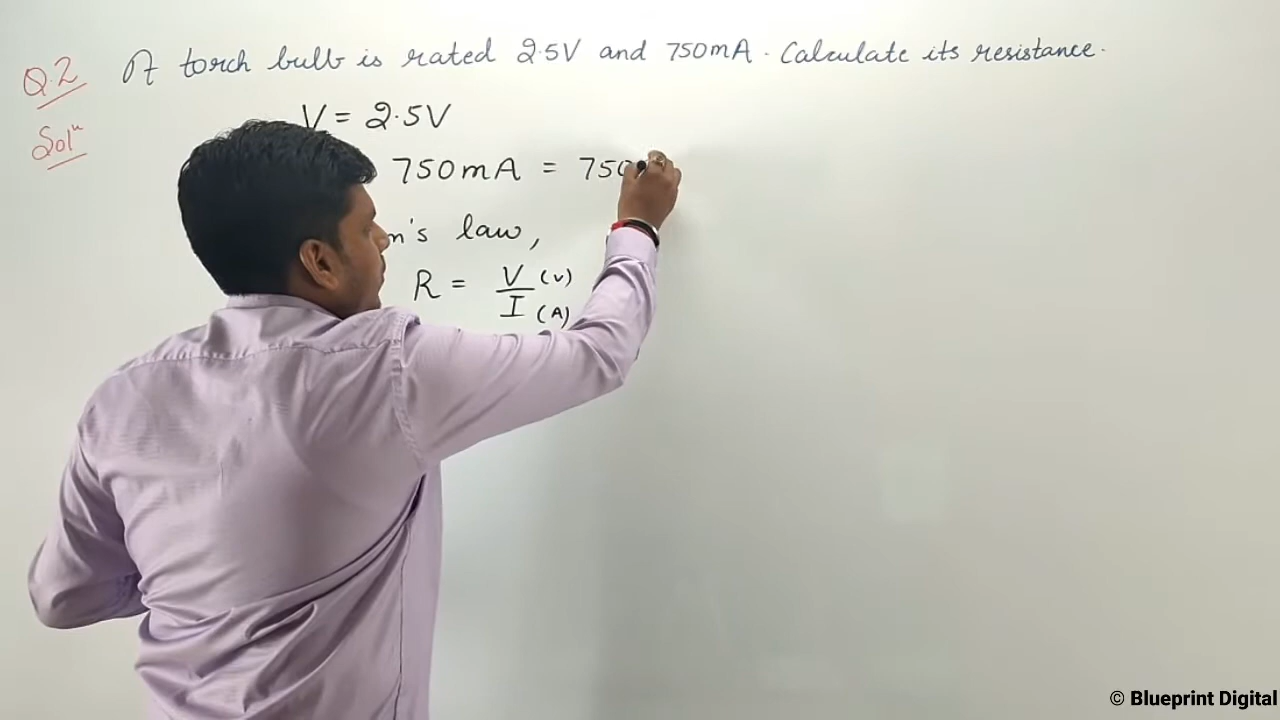 Q.2 A torch bulb is rated 2.5V and 750mA. Calculate its resistance.
Solⁿ
V = 2.5V
750mA = 750
m's law,
R = V/I (V) (A)
© Blueprint Digital